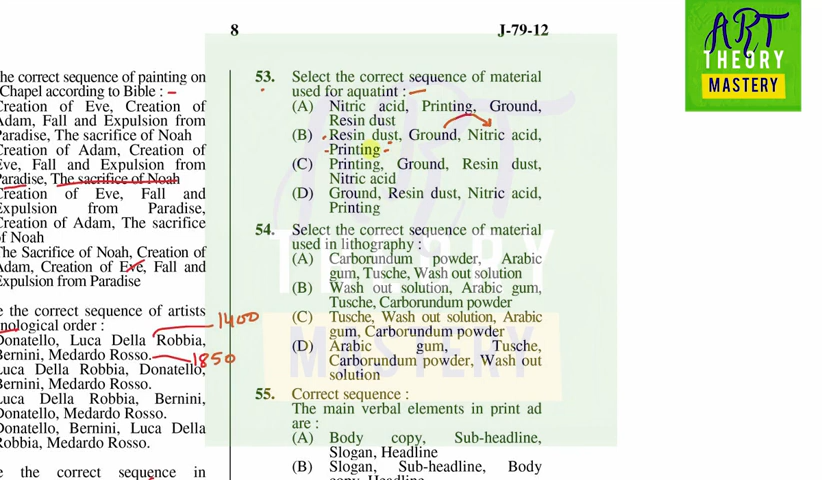 8
J-79-12
he correct sequence of painting on
Chapel according to Bible :
Creation of Eve, Creation of
Adam, Fall and Expulsion from
Paradise, The sacrifice of Noah
Creation of Adam, Creation of
Eve, Fall and Expulsion from
Paradise, The sacrifice of Noah
Creation of Eve, Fall and
Expulsion from Paradise,
Creation of Adam, The sacrifice
of Noah
The Sacrifice of Noah, Creation of
Adam, Creation of Eve, Fall and
Expulsion from Paradise
e the correct sequence of artists
nological order :
Donatello, Luca Della Robbia,
Bernini, Medardo Rosso.
1400
1850
Luca Della Robbia, Donatello,
Bernini, Medardo Rosso.
Luca Della Robbia, Bernini,
Donatello, Medardo Rosso.
Donatello, Bernini, Luca Della
Robbia, Medardo Rosso.
e the correct sequence in
53. Select the correct sequence of material
used for aquatint :
(A) Nitric acid, Printing, Ground,
Resin dust
(B) Resin dust, Ground, Nitric acid,
Printing
(C) Printing, Ground, Resin dust,
Nitric acid
(D) Ground, Resin dust, Nitric acid,
Printing
54. Select the correct sequence of material
used in lithography :
(A) Carborundum powder, Arabic
gum, Tusche, Wash out solution
(B) Wash out solution, Arabic gum,
Tusche, Carborundum powder
(C) Tusche, Wash out solution, Arabic
gum, Carborundum powder
(D) Arabic gum, Tusche,
Carborundum powder, Wash out
solution
55. Correct sequence :
The main verbal elements in print ad
are :
(A) Body copy, Sub-headline,
Slogan, Headline
(B) Slogan, Sub-headline, Body
copy, Headline
ART
THEORY
MASTERY
ART
THEORY
MASTERY